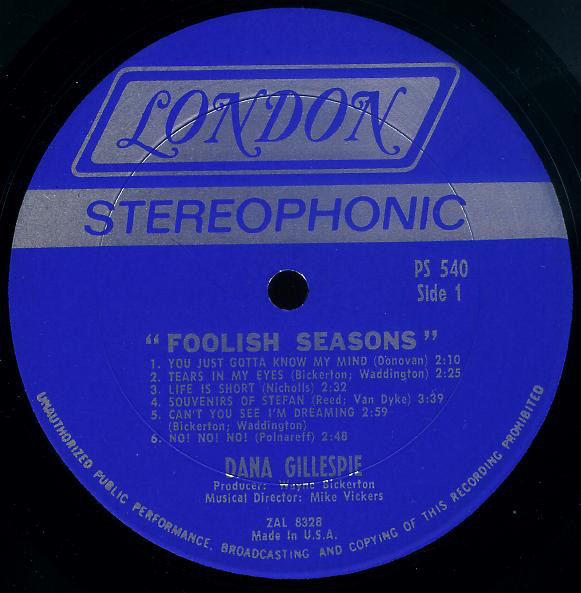 LONDON
STEREOPHONIC
PS 540
Side 1
"FOOLISH SEASONS"
1. YOU JUST GOTTA KNOW MY MIND (Donovan) 2:10
2. TEARS IN MY EYES (Bickerton; Waddington) 2:25
3. LIFE IS SHORT (Nicholls) 2:32
4. SOUVENIRS OF STEFAN (Reed; Van Dyke) 3:39
5. CAN'T YOU SEE I'M DREAMING 2:59
(Bickerton; Waddington)
6. NO! NO! NO! (Polnareff) 2:48
DANA GILLESPIE
Producer: Wayne Bickerton
Musical Director: Mike Vickers
ZAL 8328
Made in U.S.A.
UNAUTHORIZED PUBLIC PERFORMANCE, BROADCASTING AND COPYING OF THIS RECORDING PROHIBITED